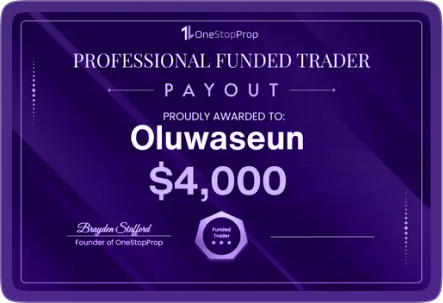 OneStopProp
PROFESSIONAL FUNDED TRADER
PAYOUT
PROUDLY AWARDED TO:
Oluwaseun
$4,000
Brayden Stafford
Founder of OneStopProp
Funded
Trader